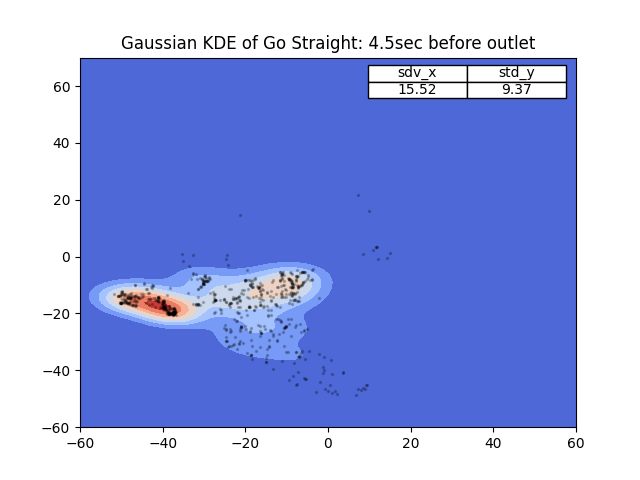 Gaussian KDE of Go Straight: 4.5sec before outlet
sdv_x std_y
15.52 9.37
60
40
20
0
−20
−40
−60
−60 −40 −20 0 20 40 60